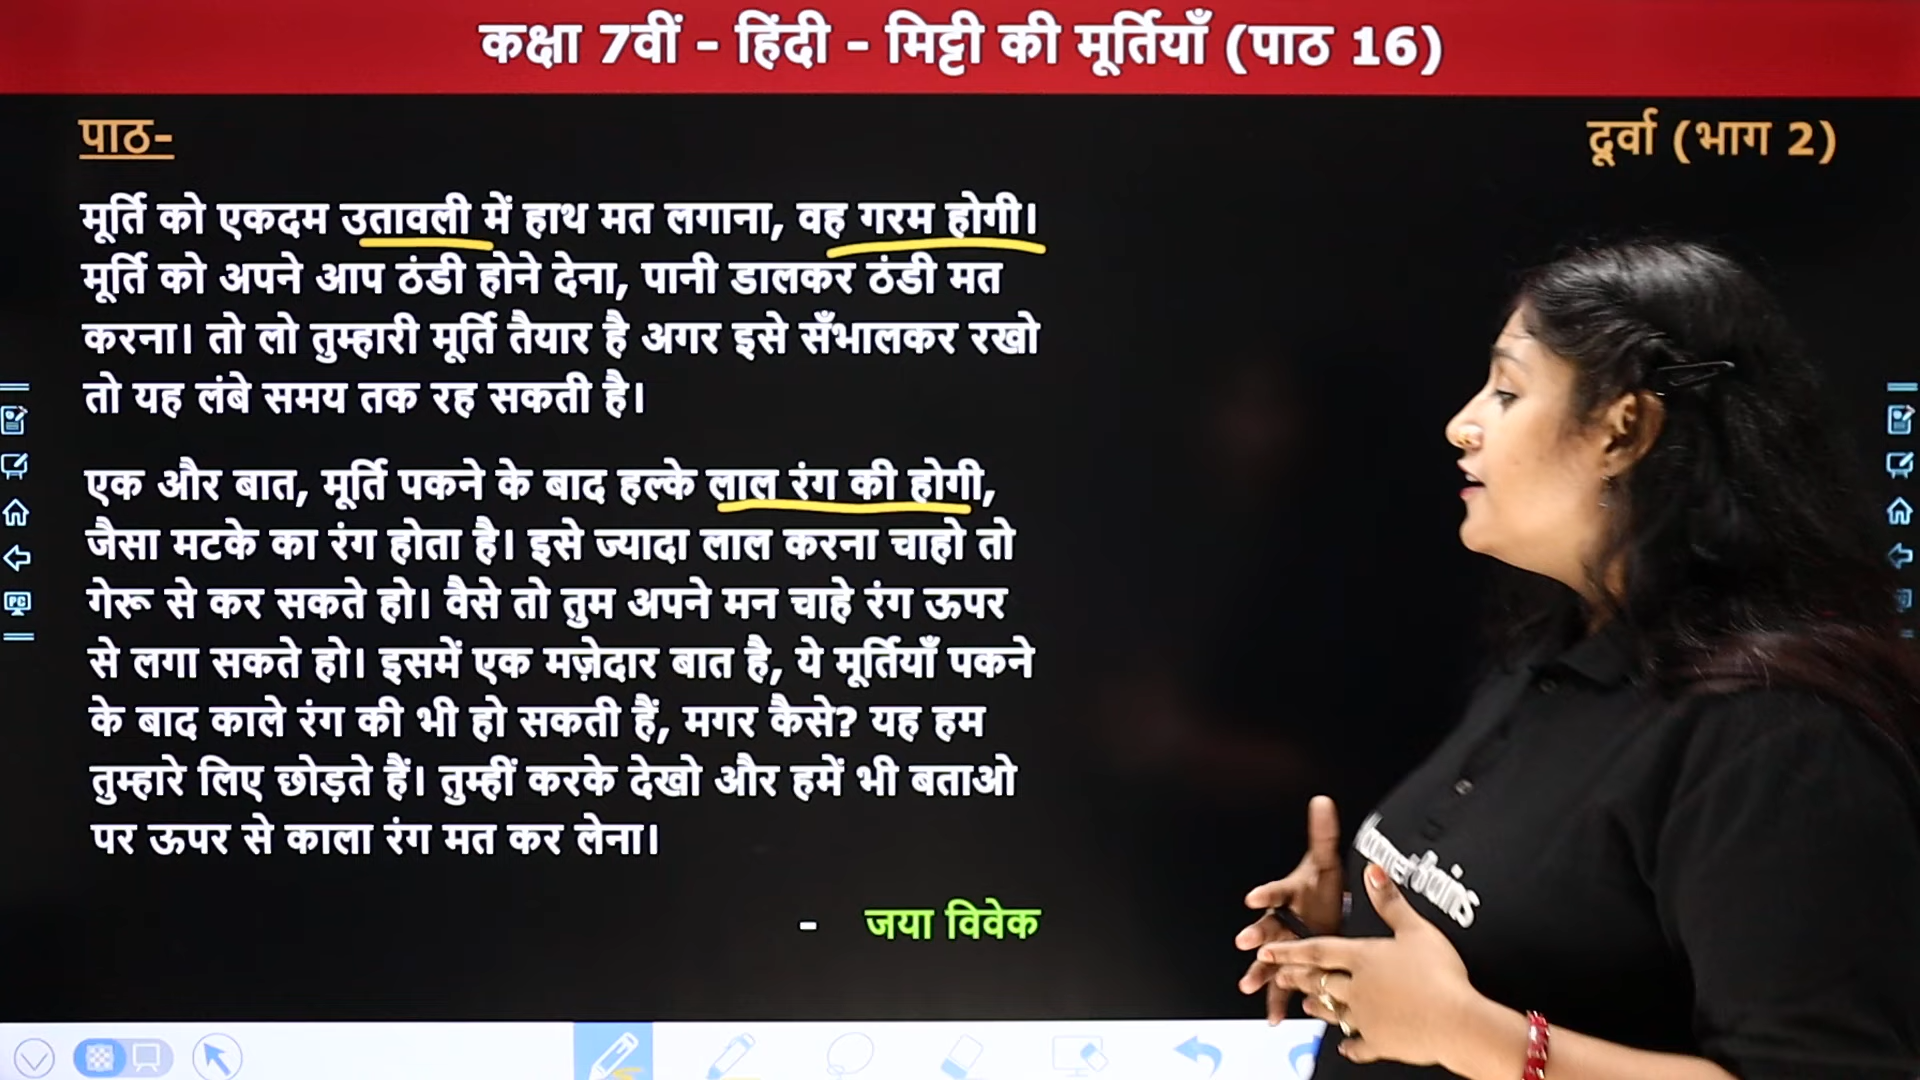 कक्षा 7वीं - हिंदी - मिट्टी की मूर्तियाँ (पाठ 16)
पाठ-
दूर्वा (भाग 2)
मूर्ति को एकदम उतावली में हाथ मत लगाना, वह गरम होगी।
मूर्ति को अपने आप ठंडी होने देना, पानी डालकर ठंडी मत
करना। तो लो तुम्हारी मूर्ति तैयार है अगर इसे सँभालकर रखो
तो यह लंबे समय तक रह सकती है।
एक और बात, मूर्ति पकने के बाद हल्के लाल रंग की होगी,
जैसा मटके का रंग होता है। इसे ज्यादा लाल करना चाहो तो
गेरू से कर सकते हो। वैसे तो तुम अपने मन चाहे रंग ऊपर
से लगा सकते हो। इसमें एक मज़ेदार बात है, ये मूर्तियाँ पकने
के बाद काले रंग की भी हो सकती हैं, मगर कैसे? यह हम
तुम्हारे लिए छोड़ते हैं। तुम्हीं करके देखो और हमें भी बताओ
पर ऊपर से काला रंग मत कर लेना।
- जया विवेक
PC